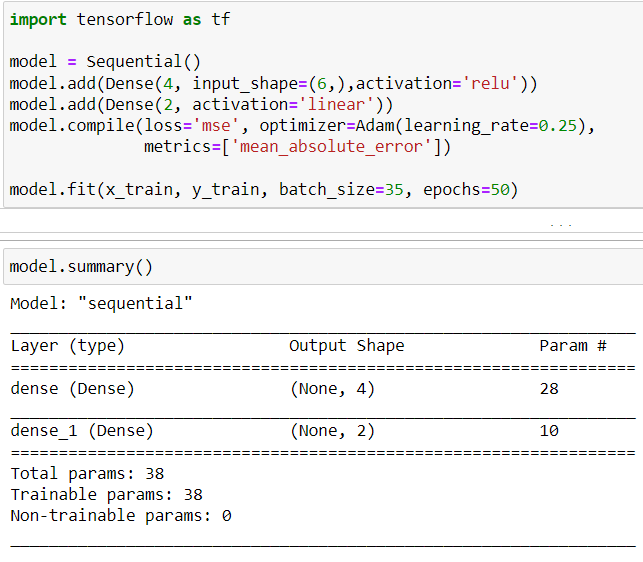 import tensorflow as tf
model = Sequential()
model.add(Dense(4, input_shape=(6,),activation='relu'))
model.add(Dense(2, activation='linear'))
model.compile(loss='mse', optimizer=Adam(learning_rate=0.25),
metrics=['mean_absolute_error'])
model.fit(x_train, y_train, batch_size=35, epochs=50)
...
model.summary()
Model: "sequential"
_________________________________________________________________
Layer (type) Output Shape Param #
=================================================================
dense (Dense) (None, 4) 28
_________________________________________________________________
dense_1 (Dense) (None, 2) 10
=================================================================
Total params: 38
Trainable params: 38
Non-trainable params: 0
_________________________________________________________________